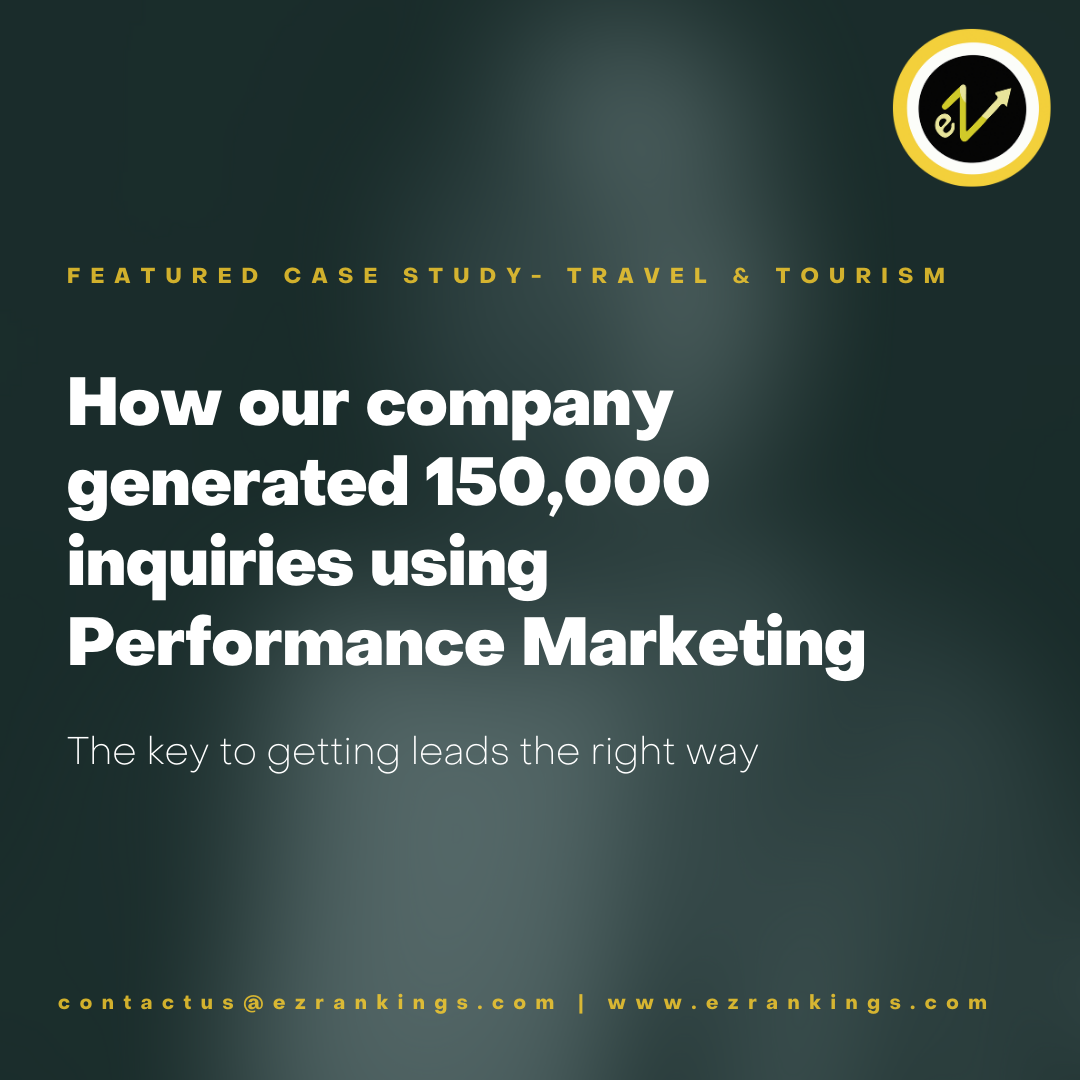 eZ
FEATURED CASE STUDY- TRAVEL & TOURISM
How our company
generated 150,000
inquiries using
Performance Marketing
The key to getting leads the right way
contactus@ezrankings.com | www.ezrankings.com